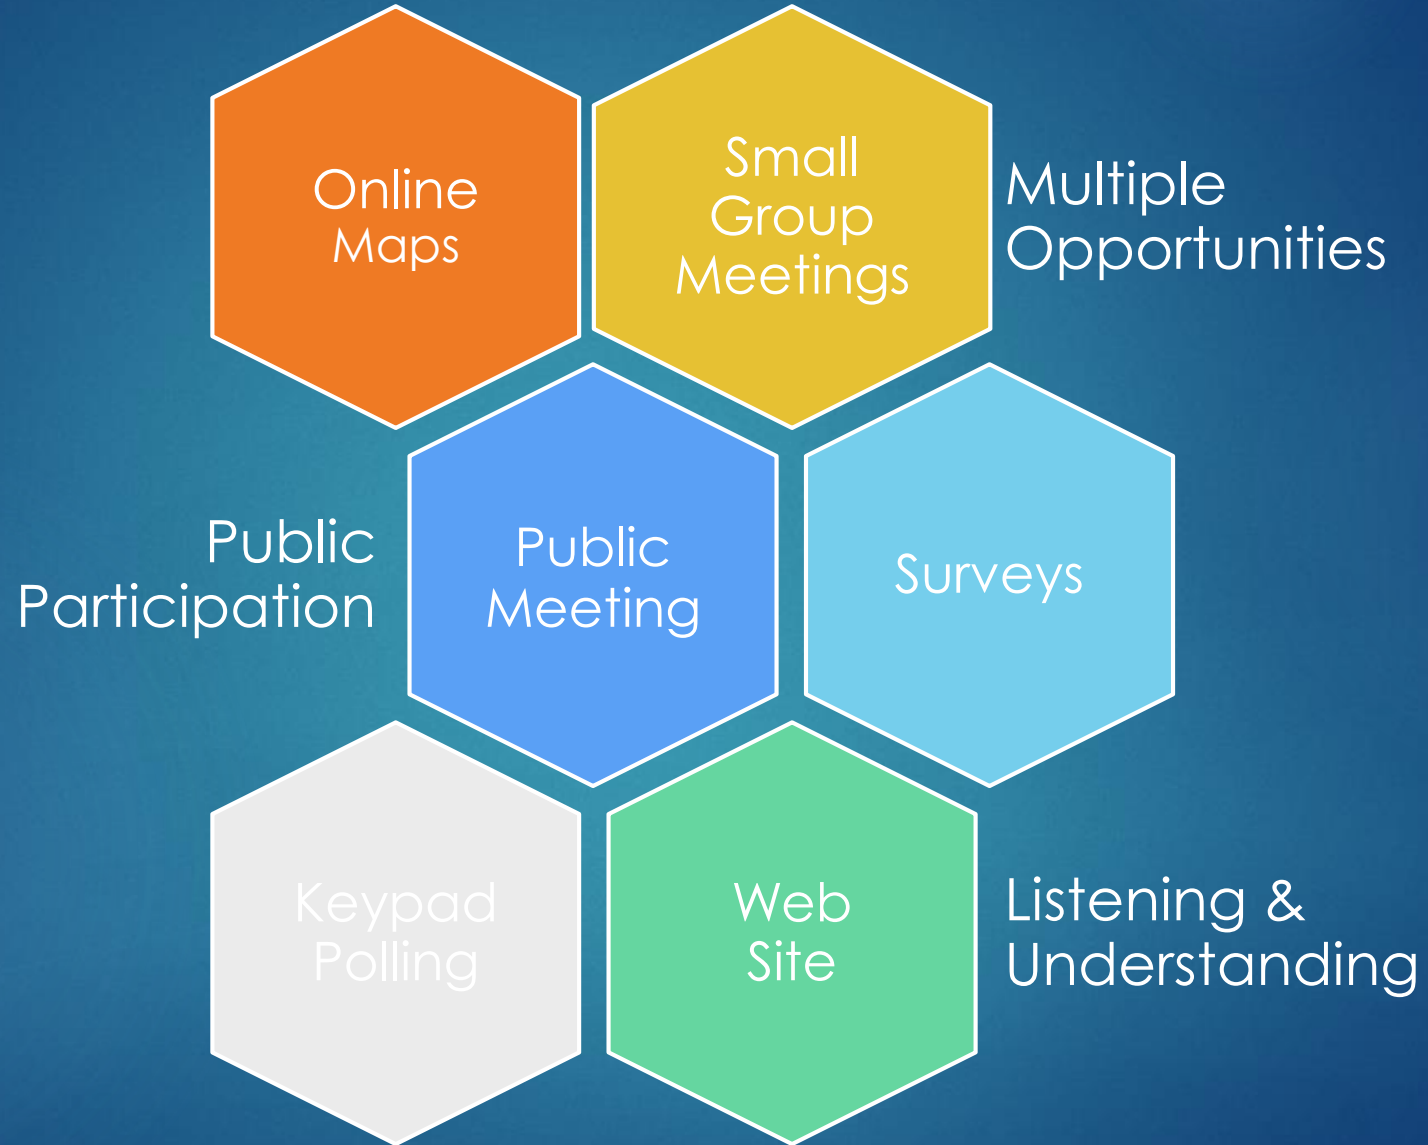 Online
Maps
Small
Group
Meetings
Multiple
Opportunities
Public
Participation
Public
Meeting
Surveys
Keypad
Polling
Web
Site
Listening &
Understanding